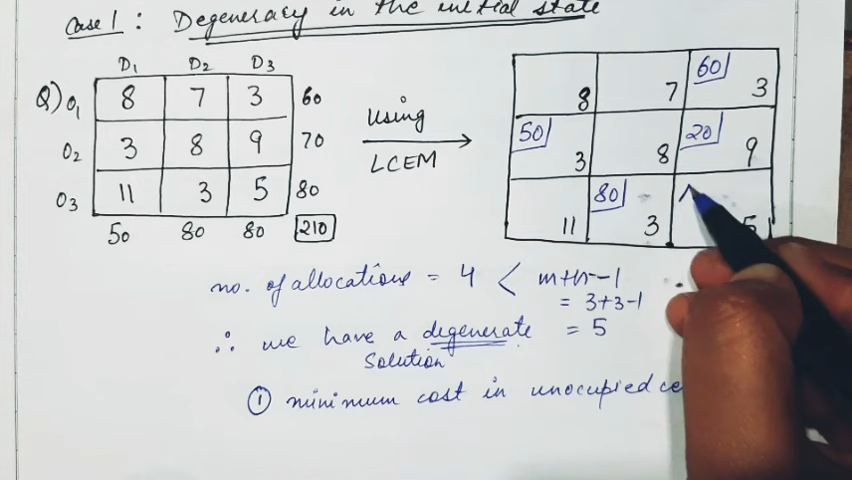 Case 1 : Degeneracy in the initial state
D1 D2 D3
Q) O1 8 7 3 60
O2 3 8 9 70
O3 11 3 5 80
50 80 80 210
Using
LCEM
8 7 60 3
50 3 8 20 9
11 80 3 5
no. of allocations = 4 < m+n-1
= 3+3-1
∴ we have a degenerate = 5
Solution
① minimum cost in unocupied ce